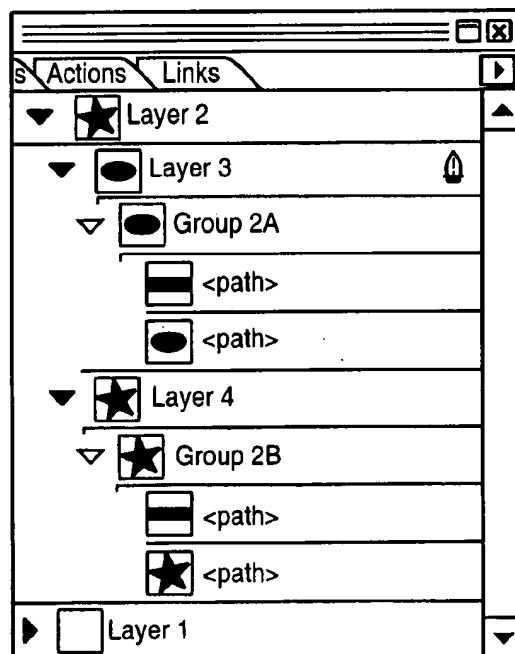 s Actions Links
Layer 2
Layer 3
Group 2A
<path>
<path>
Layer 4
Group 2B
<path>
<path>
Layer 1